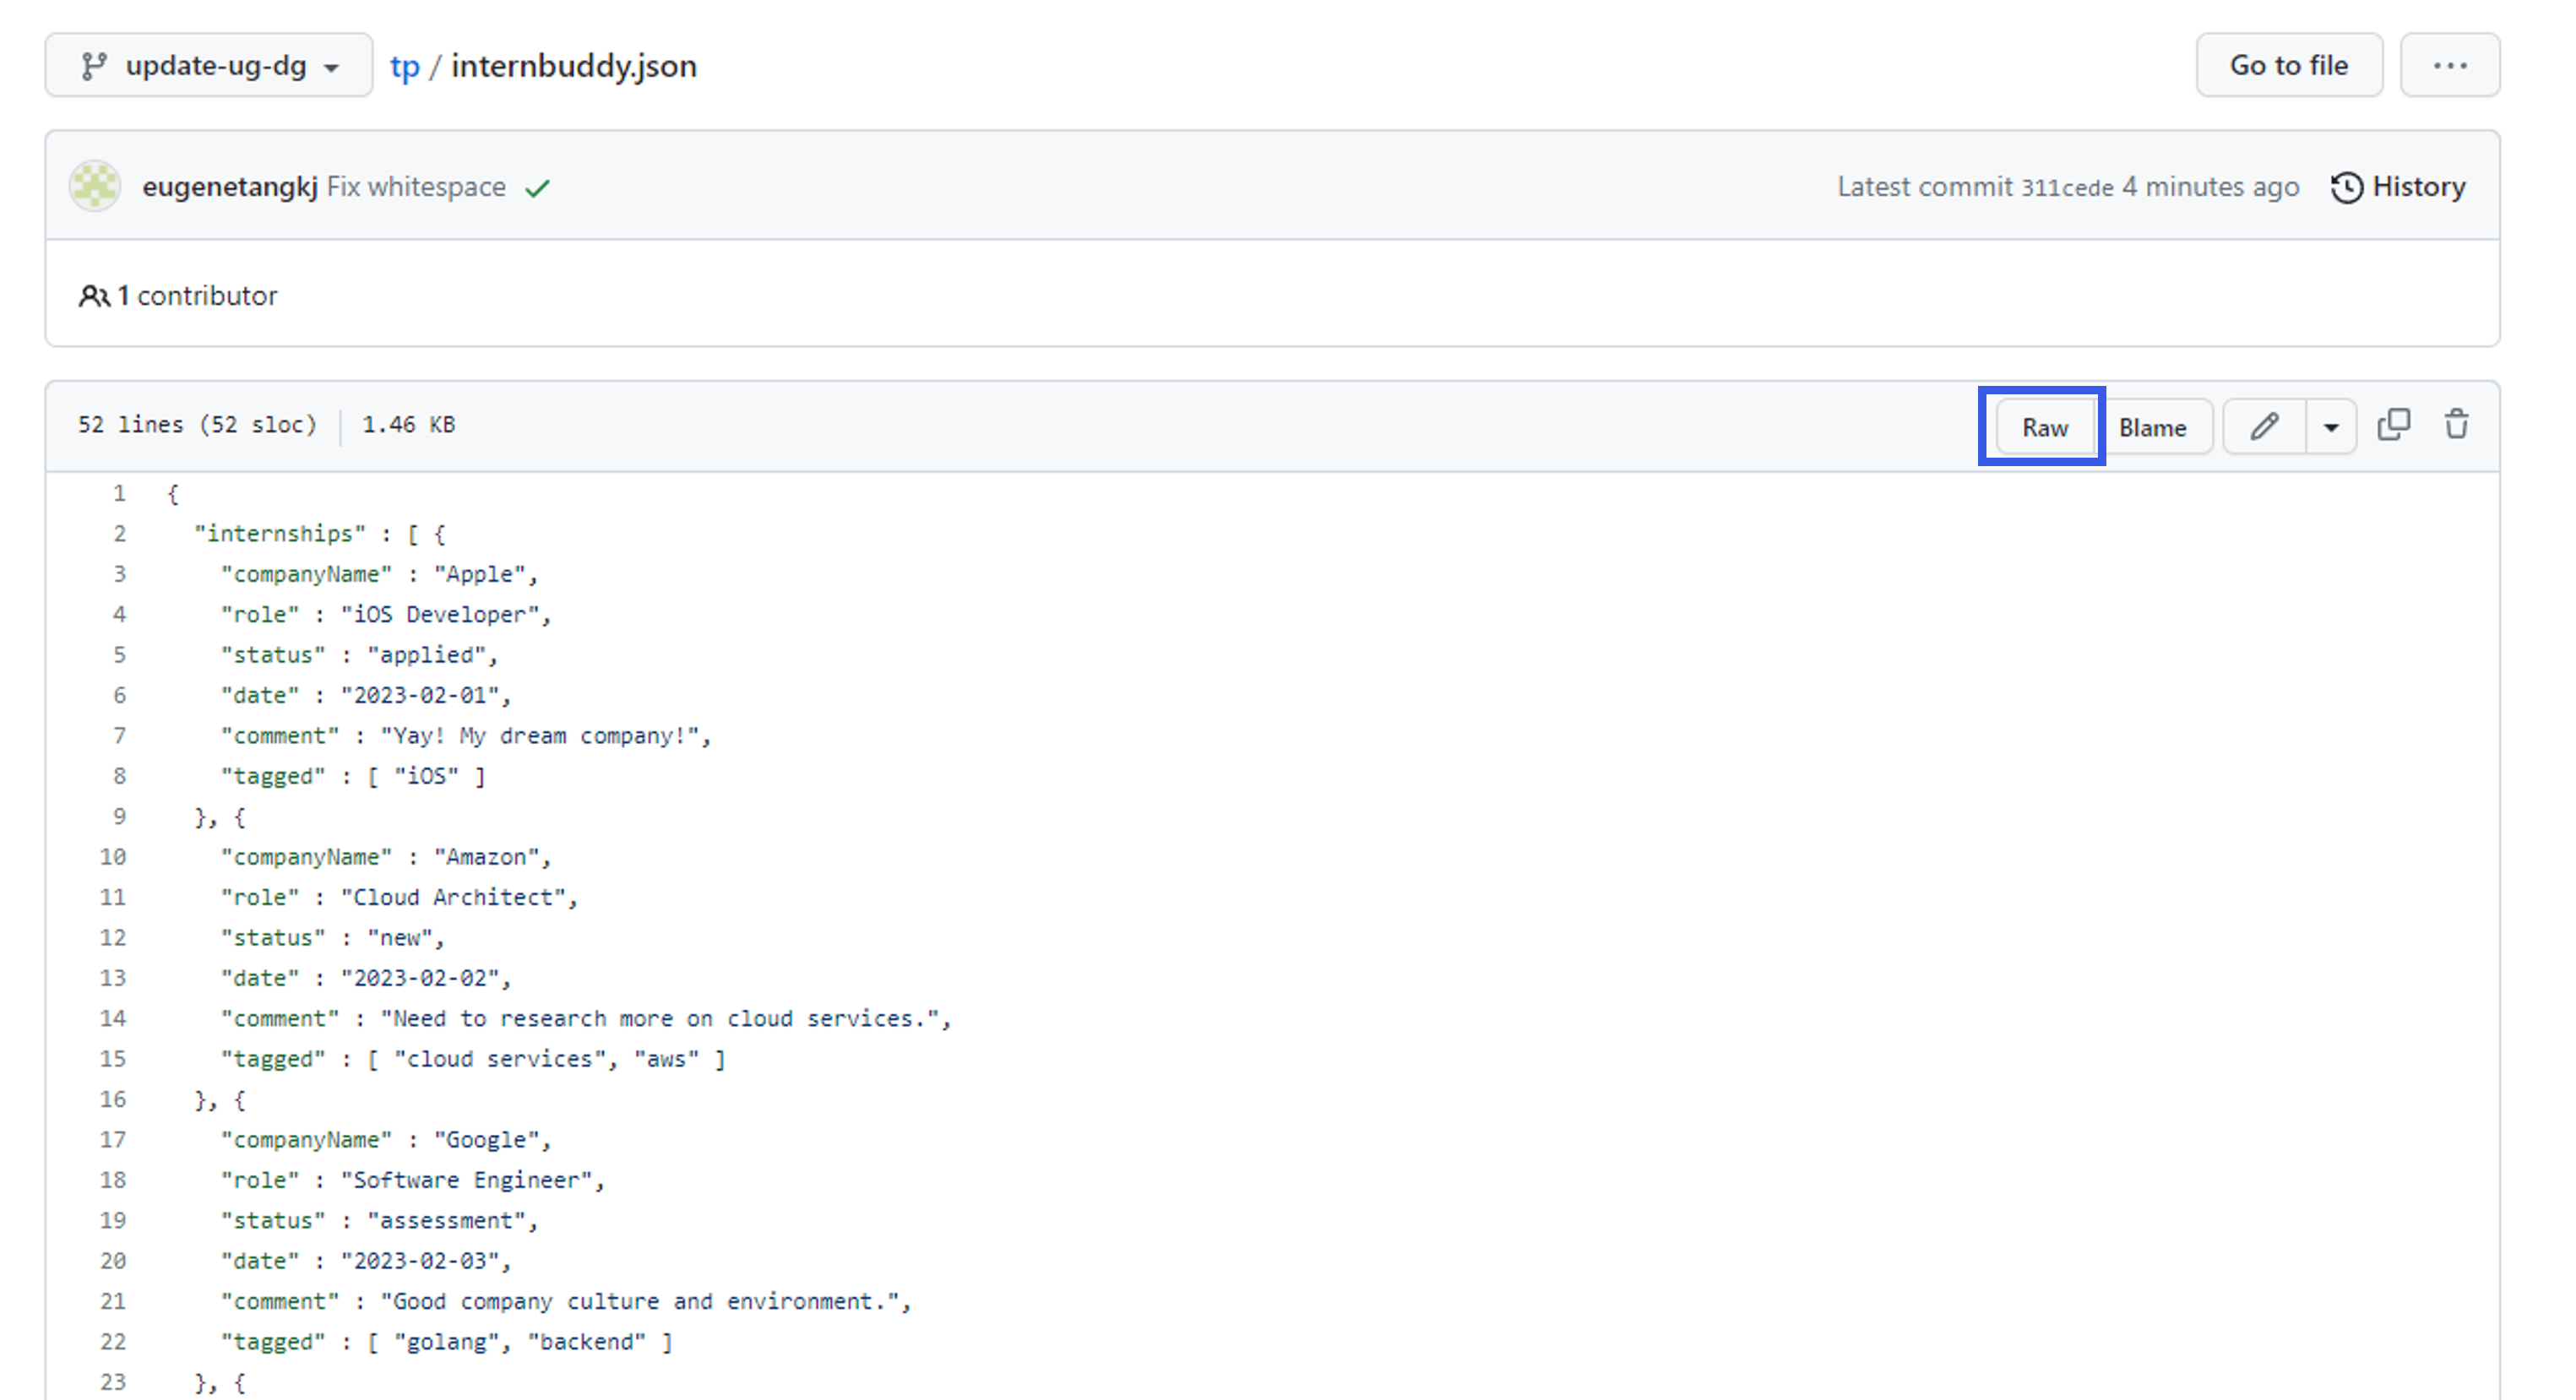 update-ug-dg tp / internbuddy.json Go to file ...
eugenetangkj Fix whitespace Latest commit 311cede 4 minutes ago History
1 contributor
52 lines (52 sloc) 1.46 KB Raw Blame
1 {
2 "internships" : [ {
3 "companyName" : "Apple",
4 "role" : "iOS Developer",
5 "status" : "applied",
6 "date" : "2023-02-01",
7 "comment" : "Yay! My dream company!",
8 "tagged" : [ "iOS" ]
9 }, {
10 "companyName" : "Amazon",
11 "role" : "Cloud Architect",
12 "status" : "new",
13 "date" : "2023-02-02",
14 "comment" : "Need to research more on cloud services.",
15 "tagged" : [ "cloud services", "aws" ]
16 }, {
17 "companyName" : "Google",
18 "role" : "Software Engineer",
19 "status" : "assessment",
20 "date" : "2023-02-03",
21 "comment" : "Good company culture and environment.",
22 "tagged" : [ "golang", "backend" ]
23 }, {